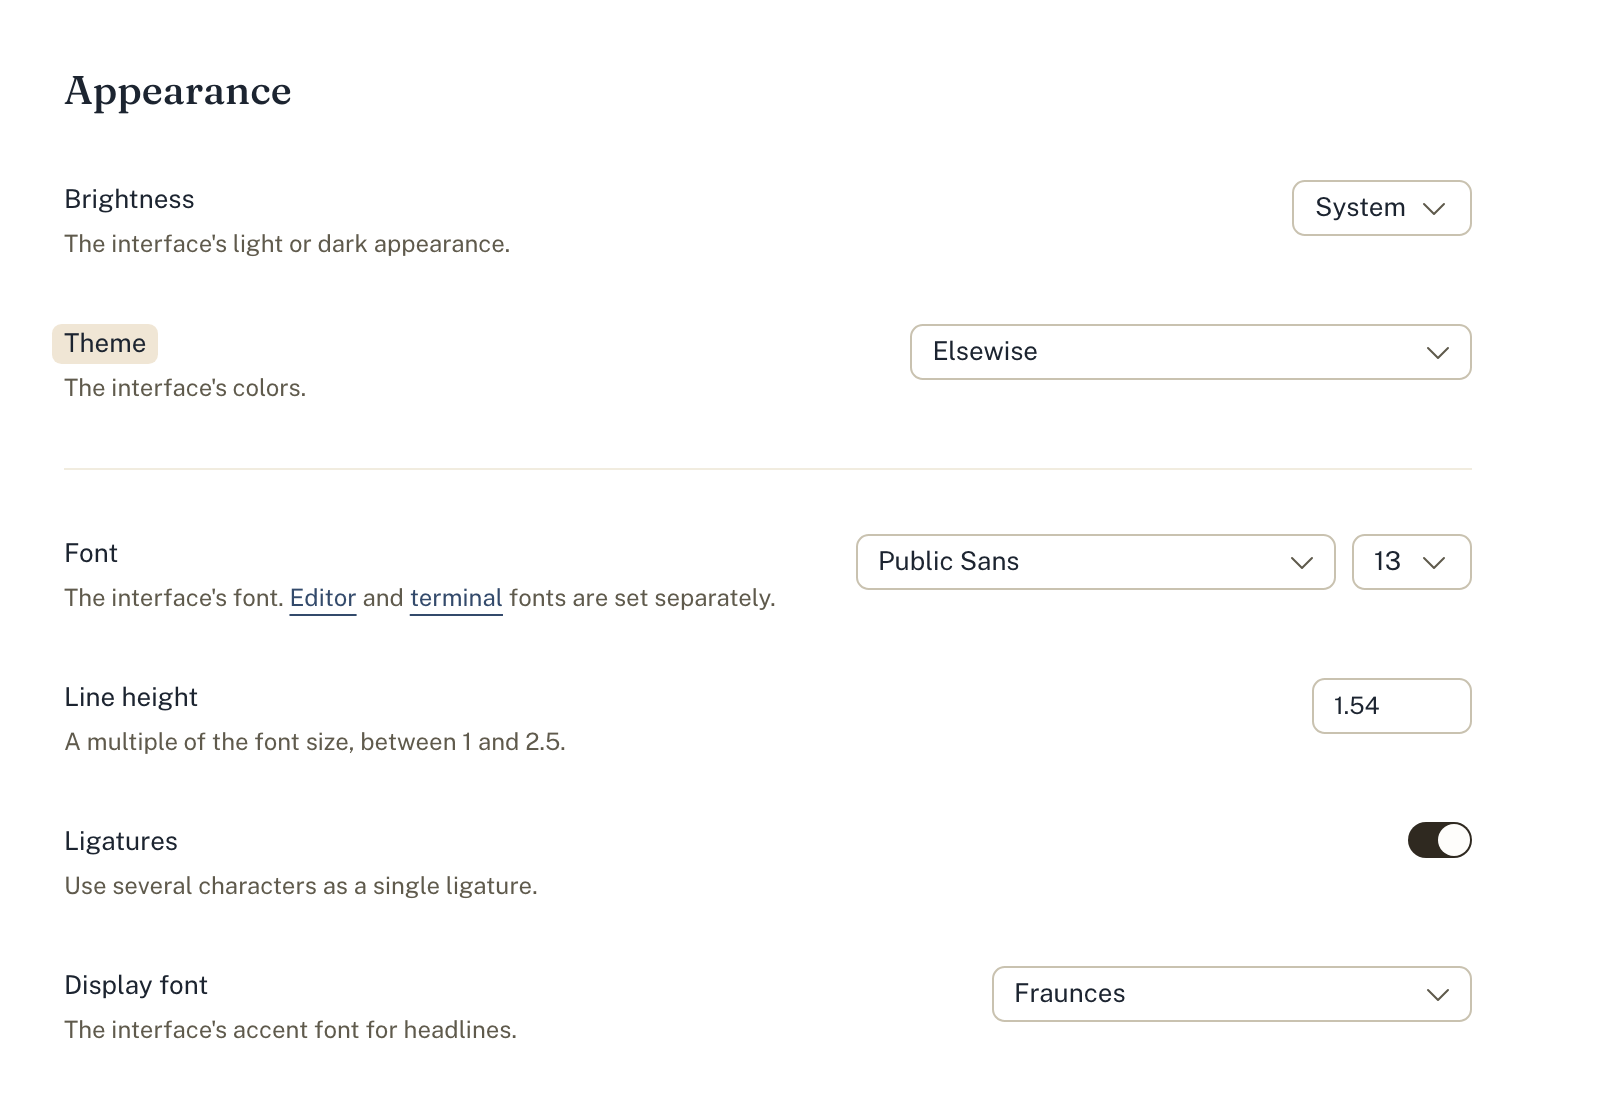 Appearance
Brightness
System
The interface's light or dark appearance.
Theme
Elsewise
The interface's colors.
Font
Public Sans
13
The interface's font. Editor and terminal fonts are set separately.
Line height
1.54
A multiple of the font size, between 1 and 2.5.
Ligatures
Use several characters as a single ligature.
Display font
Fraunces
The interface's accent font for headlines.